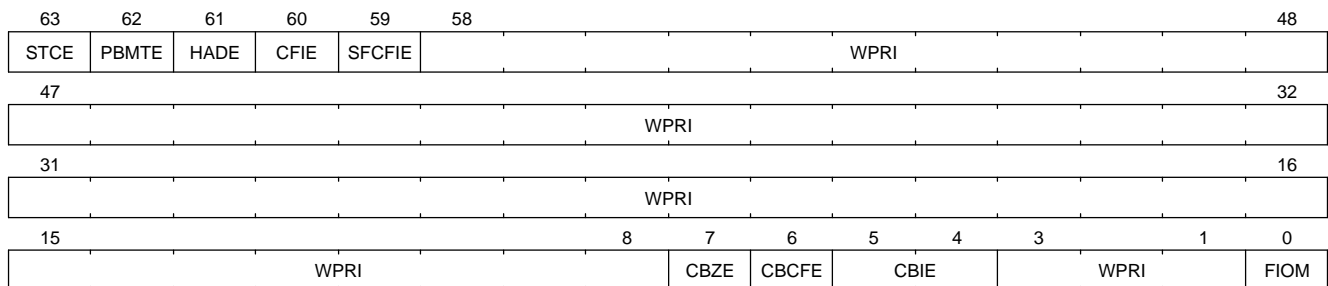 63 62 61 60 59 58 48
STCE PBMTE HADE CFIE SFCFIE WPRI
47 32
WPRI
31 16
WPRI
15 8 7 6 5 4 3 1 0
WPRI CBZE CBCFE CBIE WPRI FIOM